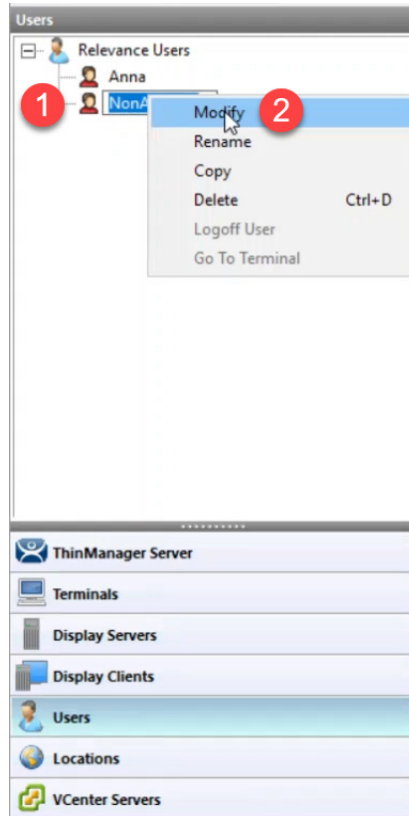 Users
Relevance Users
Anna
1 NonA
Modify 2
Rename
Copy
Delete Ctrl+D
Logoff User
Go To Terminal
ThinManager Server
Terminals
Display Servers
Display Clients
Users
Locations
VCenter Servers